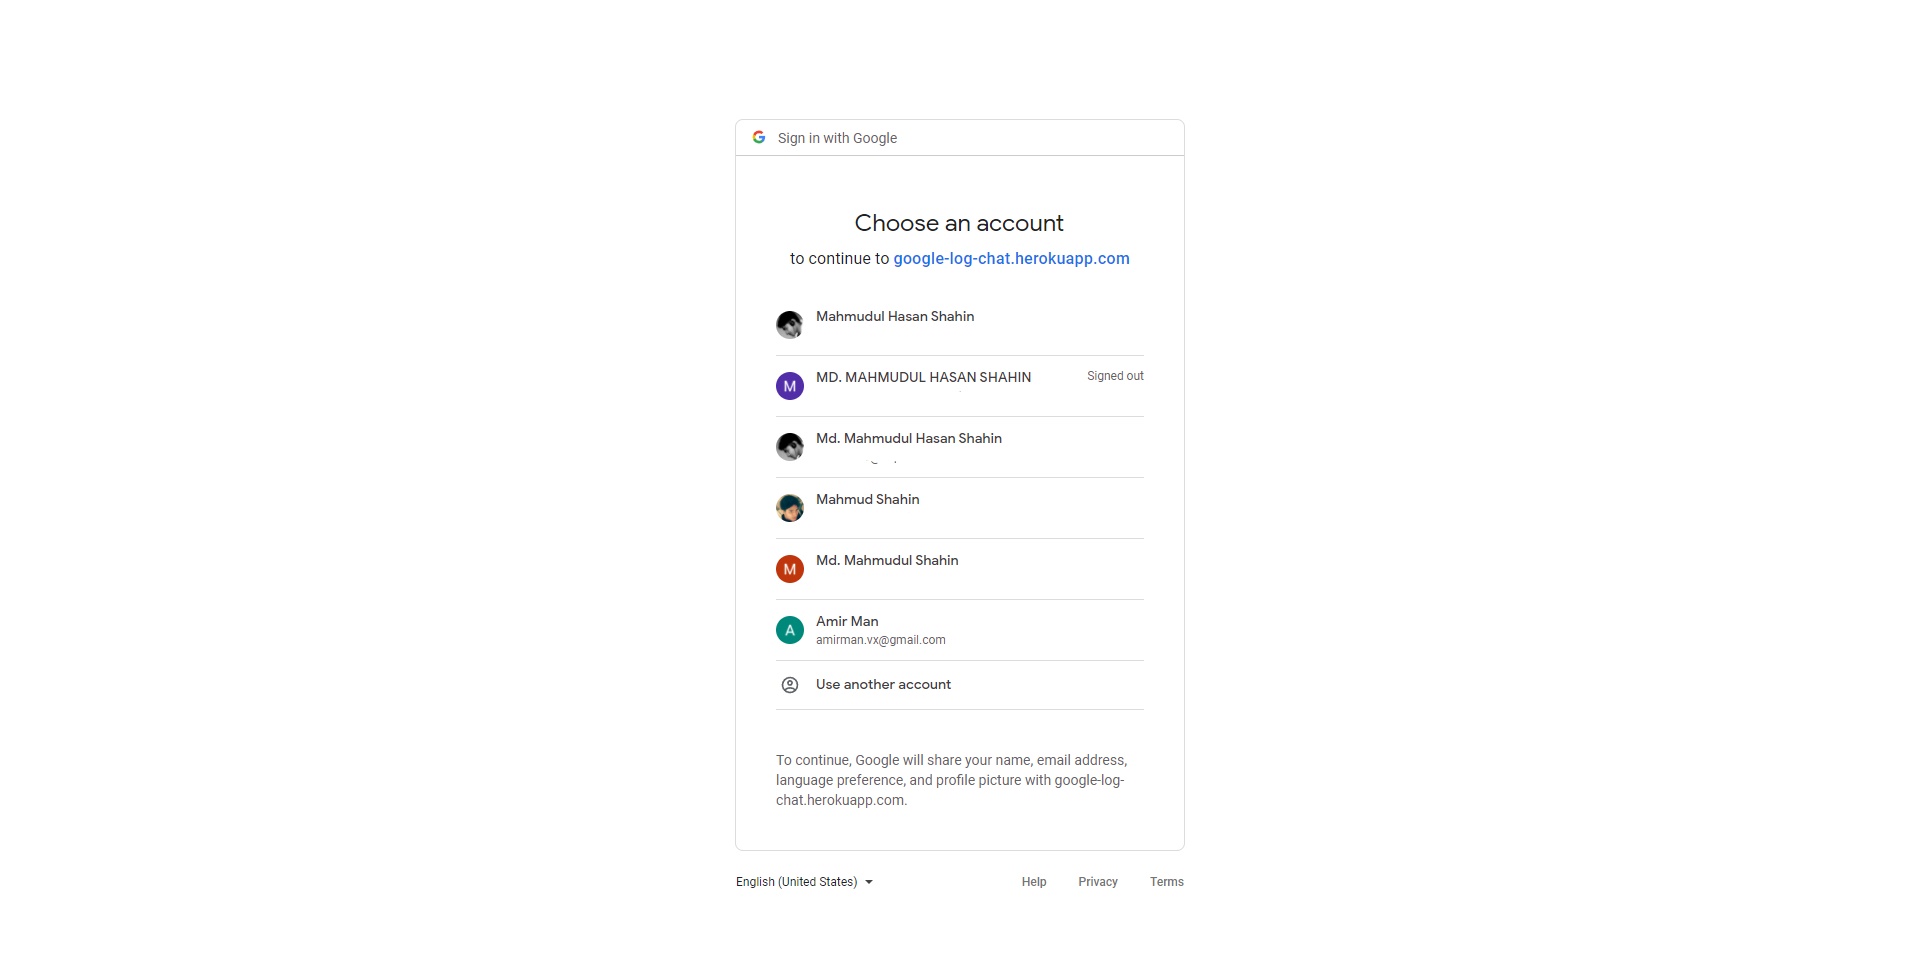 Sign in with Google
Choose an account
to continue to google-log-chat.herokuapp.com
Mahmudul Hasan Shahin
MD. MAHMUDUL HASAN SHAHIN
Signed out
Md. Mahmudul Hasan Shahin
Mahmud Shahin
Md. Mahmudul Shahin
Amir Man
amirman.vx@gmail.com
Use another account
To continue, Google will share your name, email address,
language preference, and profile picture with google-log-
chat.herokuapp.com.
English (United States)
Help
Privacy
Terms